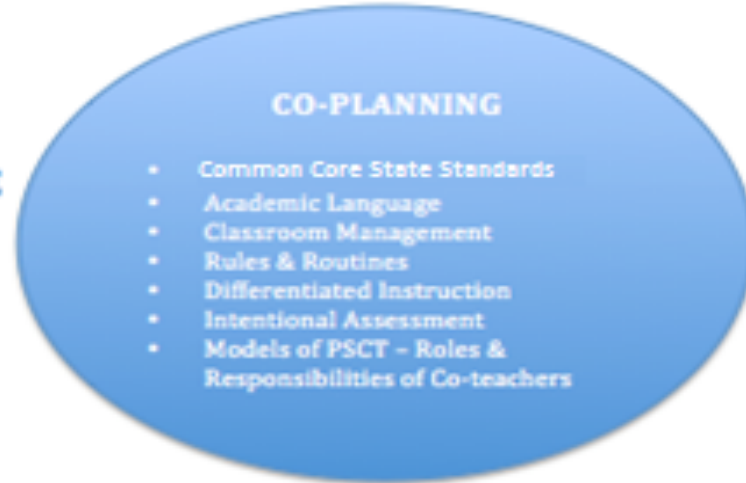 CO-PLANNING
• Common Core State Standards
• Academic Language
• Classroom Management
• Rules & Routines
• Differentiated Instruction
• Intentional Assessment
• Models of PSCT – Roles &
Responsibilities of Co-teachers